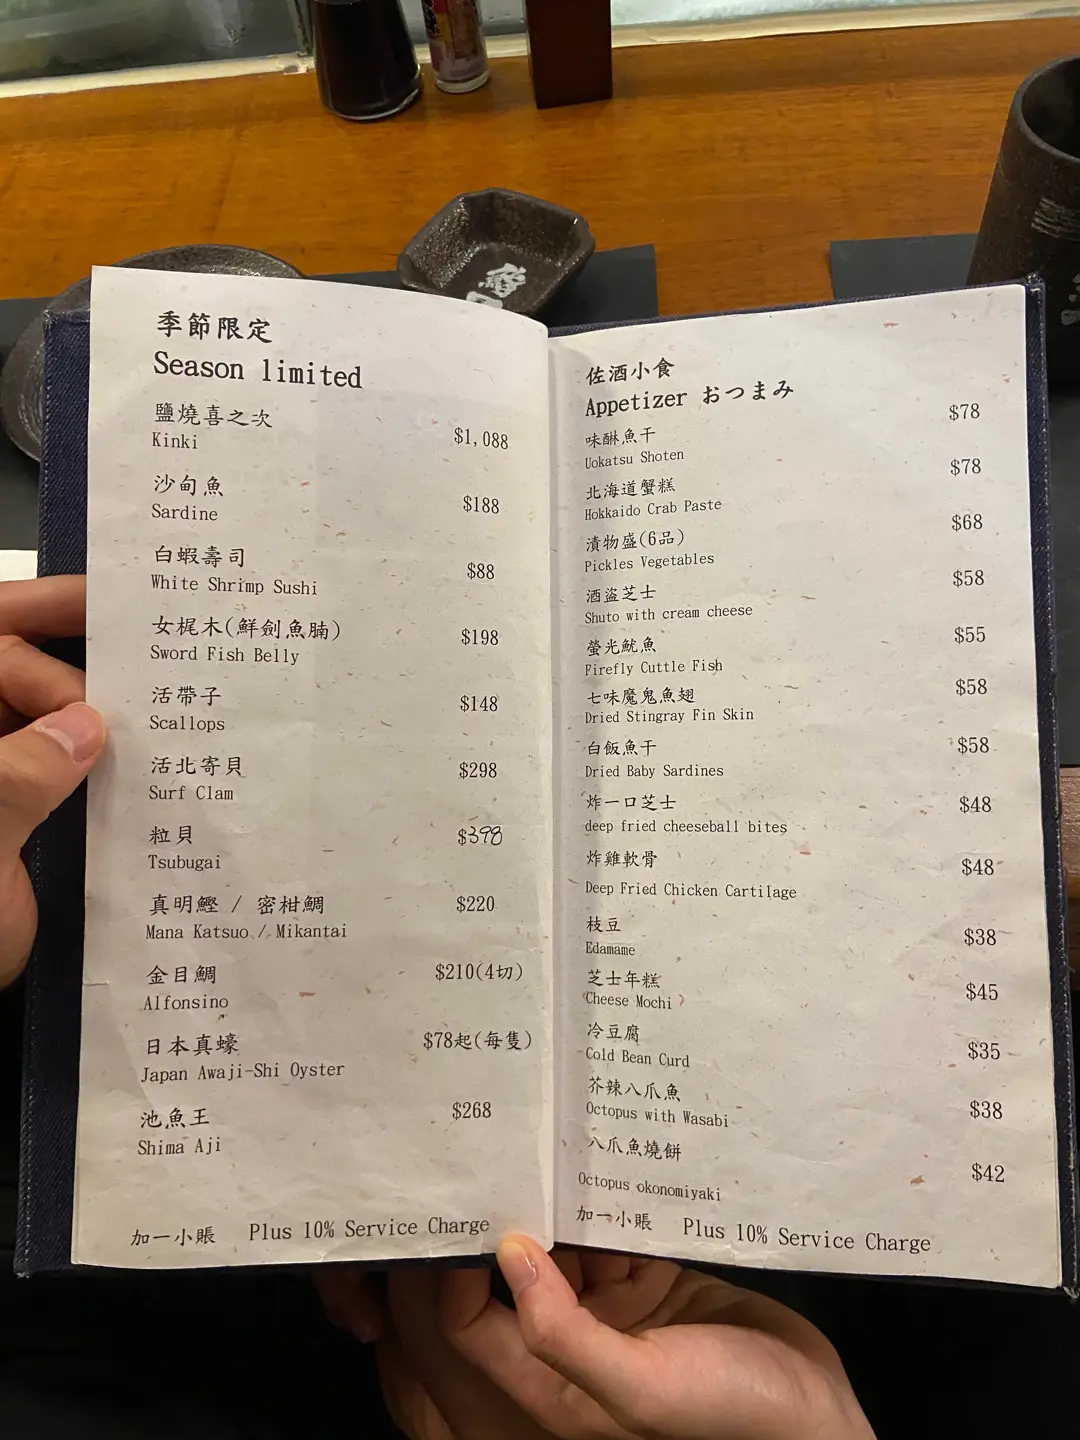 季節限定
Season limited
鹽燒喜之次
Kinki
$1,088
沙甸魚
Sardine
$188
白蝦壽司
White Shrimp Sushi
$88
女梶木(鮮劍魚腩)
Sword Fish Belly
$198
活帶子
Scallops
$148
活北寄貝
Surf Clam
$298
粒貝
Tsubugai
$398
真明鰹 / 密柑鯛
Mana Katsuo / Mikantai
$220
金目鯛
Alfonsino
$210(4切)
日本真蠔
Japan Awaji-Shi Oyster
$78起(每隻)
池魚王
Shima Aji
$268
加一小賬 Plus 10% Service Charge
佐酒小食
Appetizer おつまみ
味醂魚干
Uokatsu Shoten
$78
北海道蟹糕
Hokkaido Crab Paste
$78
漬物盛(6品)
Pickles Vegetables
$68
酒盜芝士
Shuto with cream cheese
$58
螢光魷魚
Firefly Cuttle Fish
$55
七味魔鬼魚翅
Dried Stingray Fin Skin
$58
白飯魚干
Dried Baby Sardines
$58
炸一口芝士
deep fried cheeseball bites
$48
炸雞軟骨
Deep Fried Chicken Cartilage
$48
枝豆
Edamame
$38
芝士年糕
Cheese Mochi
$45
冷豆腐
Cold Bean Curd
$35
芥辣八爪魚
Octopus with Wasabi
$38
八爪魚燒餅
Octopus okonomiyaki
$42
加一小賬 Plus 10% Service Charge